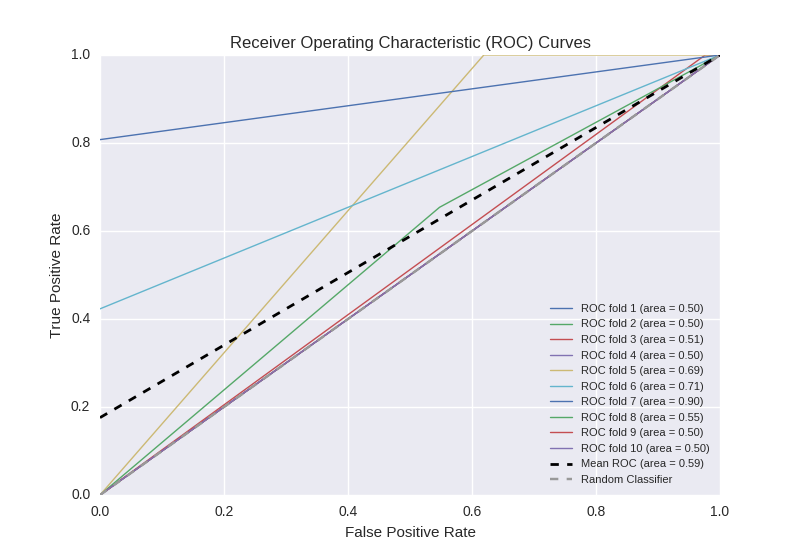 Receiver Operating Characteristic (ROC) Curves
1.0
0.8
0.6
0.4
0.2
0.0
True Positive Rate
ROC fold 1 (area = 0.50)
ROC fold 2 (area = 0.50)
ROC fold 3 (area = 0.51)
ROC fold 4 (area = 0.50)
ROC fold 5 (area = 0.69)
ROC fold 6 (area = 0.71)
ROC fold 7 (area = 0.90)
ROC fold 8 (area = 0.55)
ROC fold 9 (area = 0.50)
ROC fold 10 (area = 0.50)
Mean ROC (area = 0.59)
Random Classifier
0.0 0.2 0.4 0.6 0.8 1.0
False Positive Rate